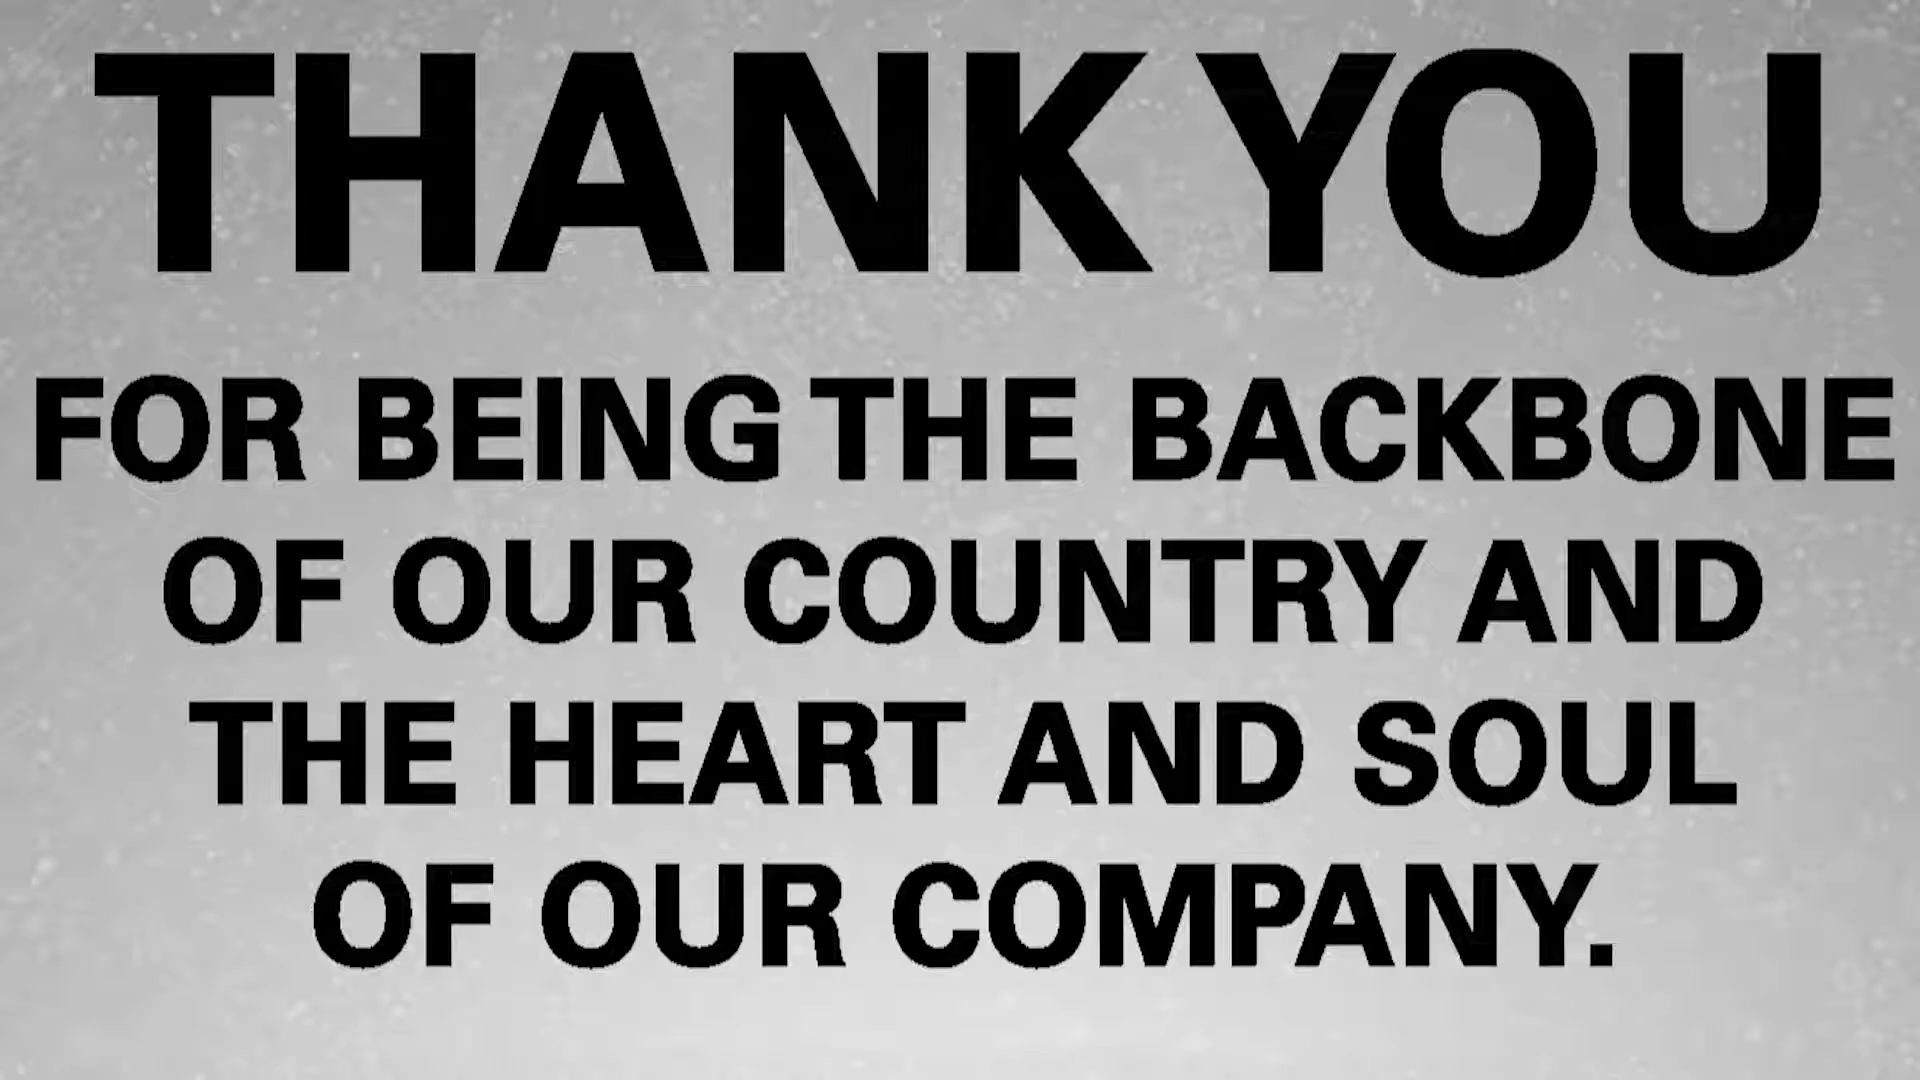 THANK YOU
FOR BEING THE BACKBONE
OF OUR COUNTRY AND
THE HEART AND SOUL
OF OUR COMPANY.